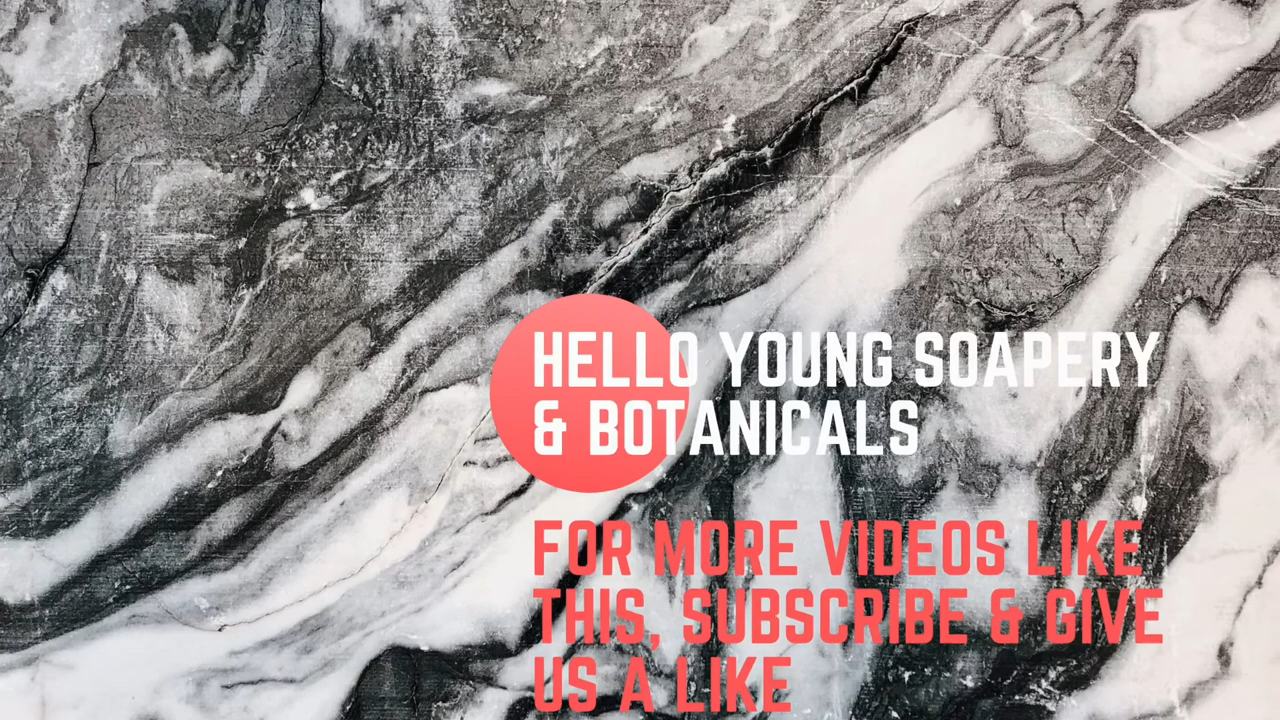 HELLO YOUNG SOAPERY
& BOTANICALS
FOR MORE VIDEOS LIKE
THIS, SUBSCRIBE & GIVE
US A LIKE